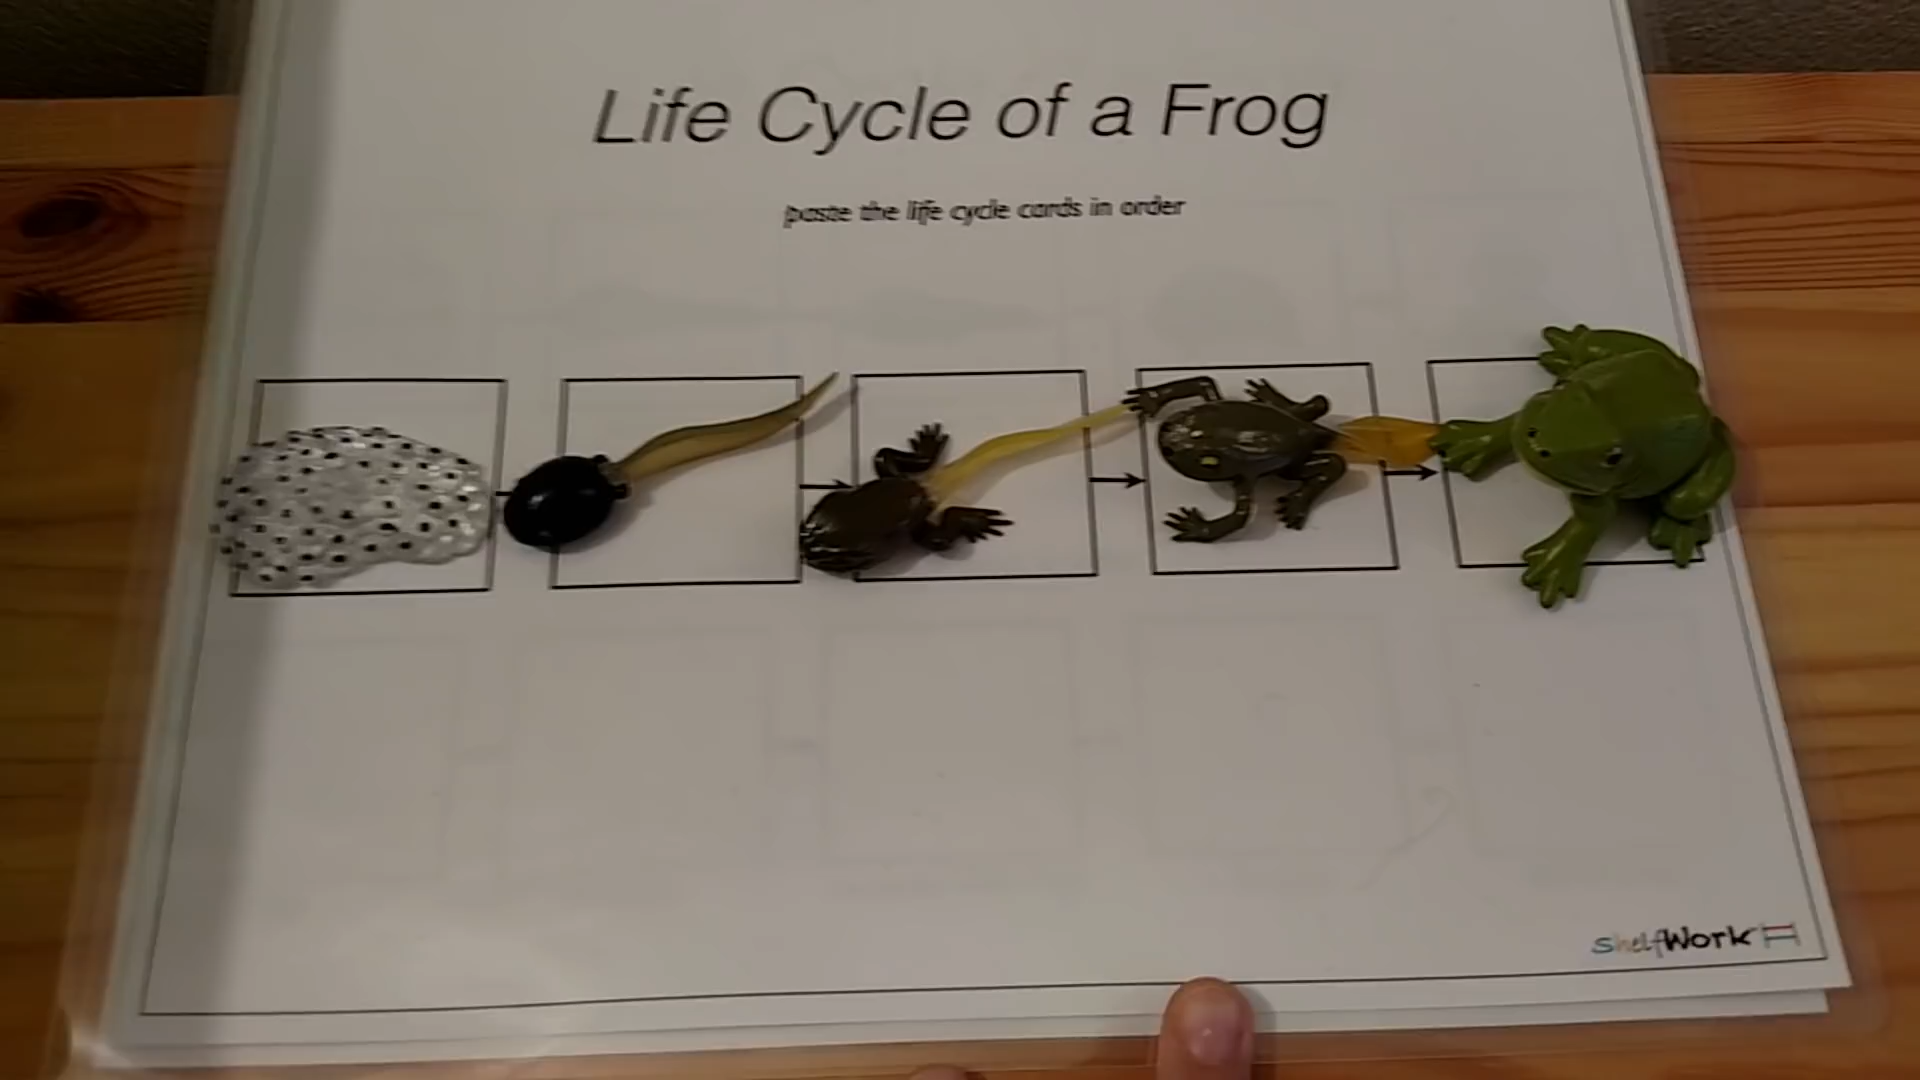 Life Cycle of a Frog
paste the life cycle cards in order
shelfWork